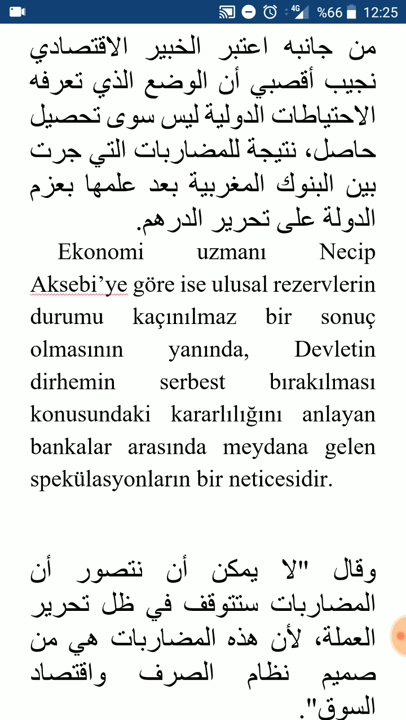 4G %66 12:25
من جانبه اعتبر الخبير الاقتصادي
نجيب أقصبي أن الوضع الذي تعرفه
الاحتياطات الدولية ليس سوى تحصيل
حاصل، نتيجة للمضاربات التي جرت
بين البنوك المغربية بعد علمها بعزم
الدولة على تحرير الدرهم.
Ekonomi uzmanı Necip
Aksebi’ye göre ise ulusal rezervlerin
durumu kaçınılmaz bir sonuç
olmasının yanında, Devletin
dirhemin serbest bırakılması
konusundaki kararlılığını anlayan
bankalar arasında meydana gelen
spekülasyonların bir neticesidir.
وقال "لا يمكن أن نتصور أن
المضاربات ستتوقف في ظل تحرير
العملة، لأن هذه المضاربات هي من
صميم نظام الصرف واقتصاد
السوق".